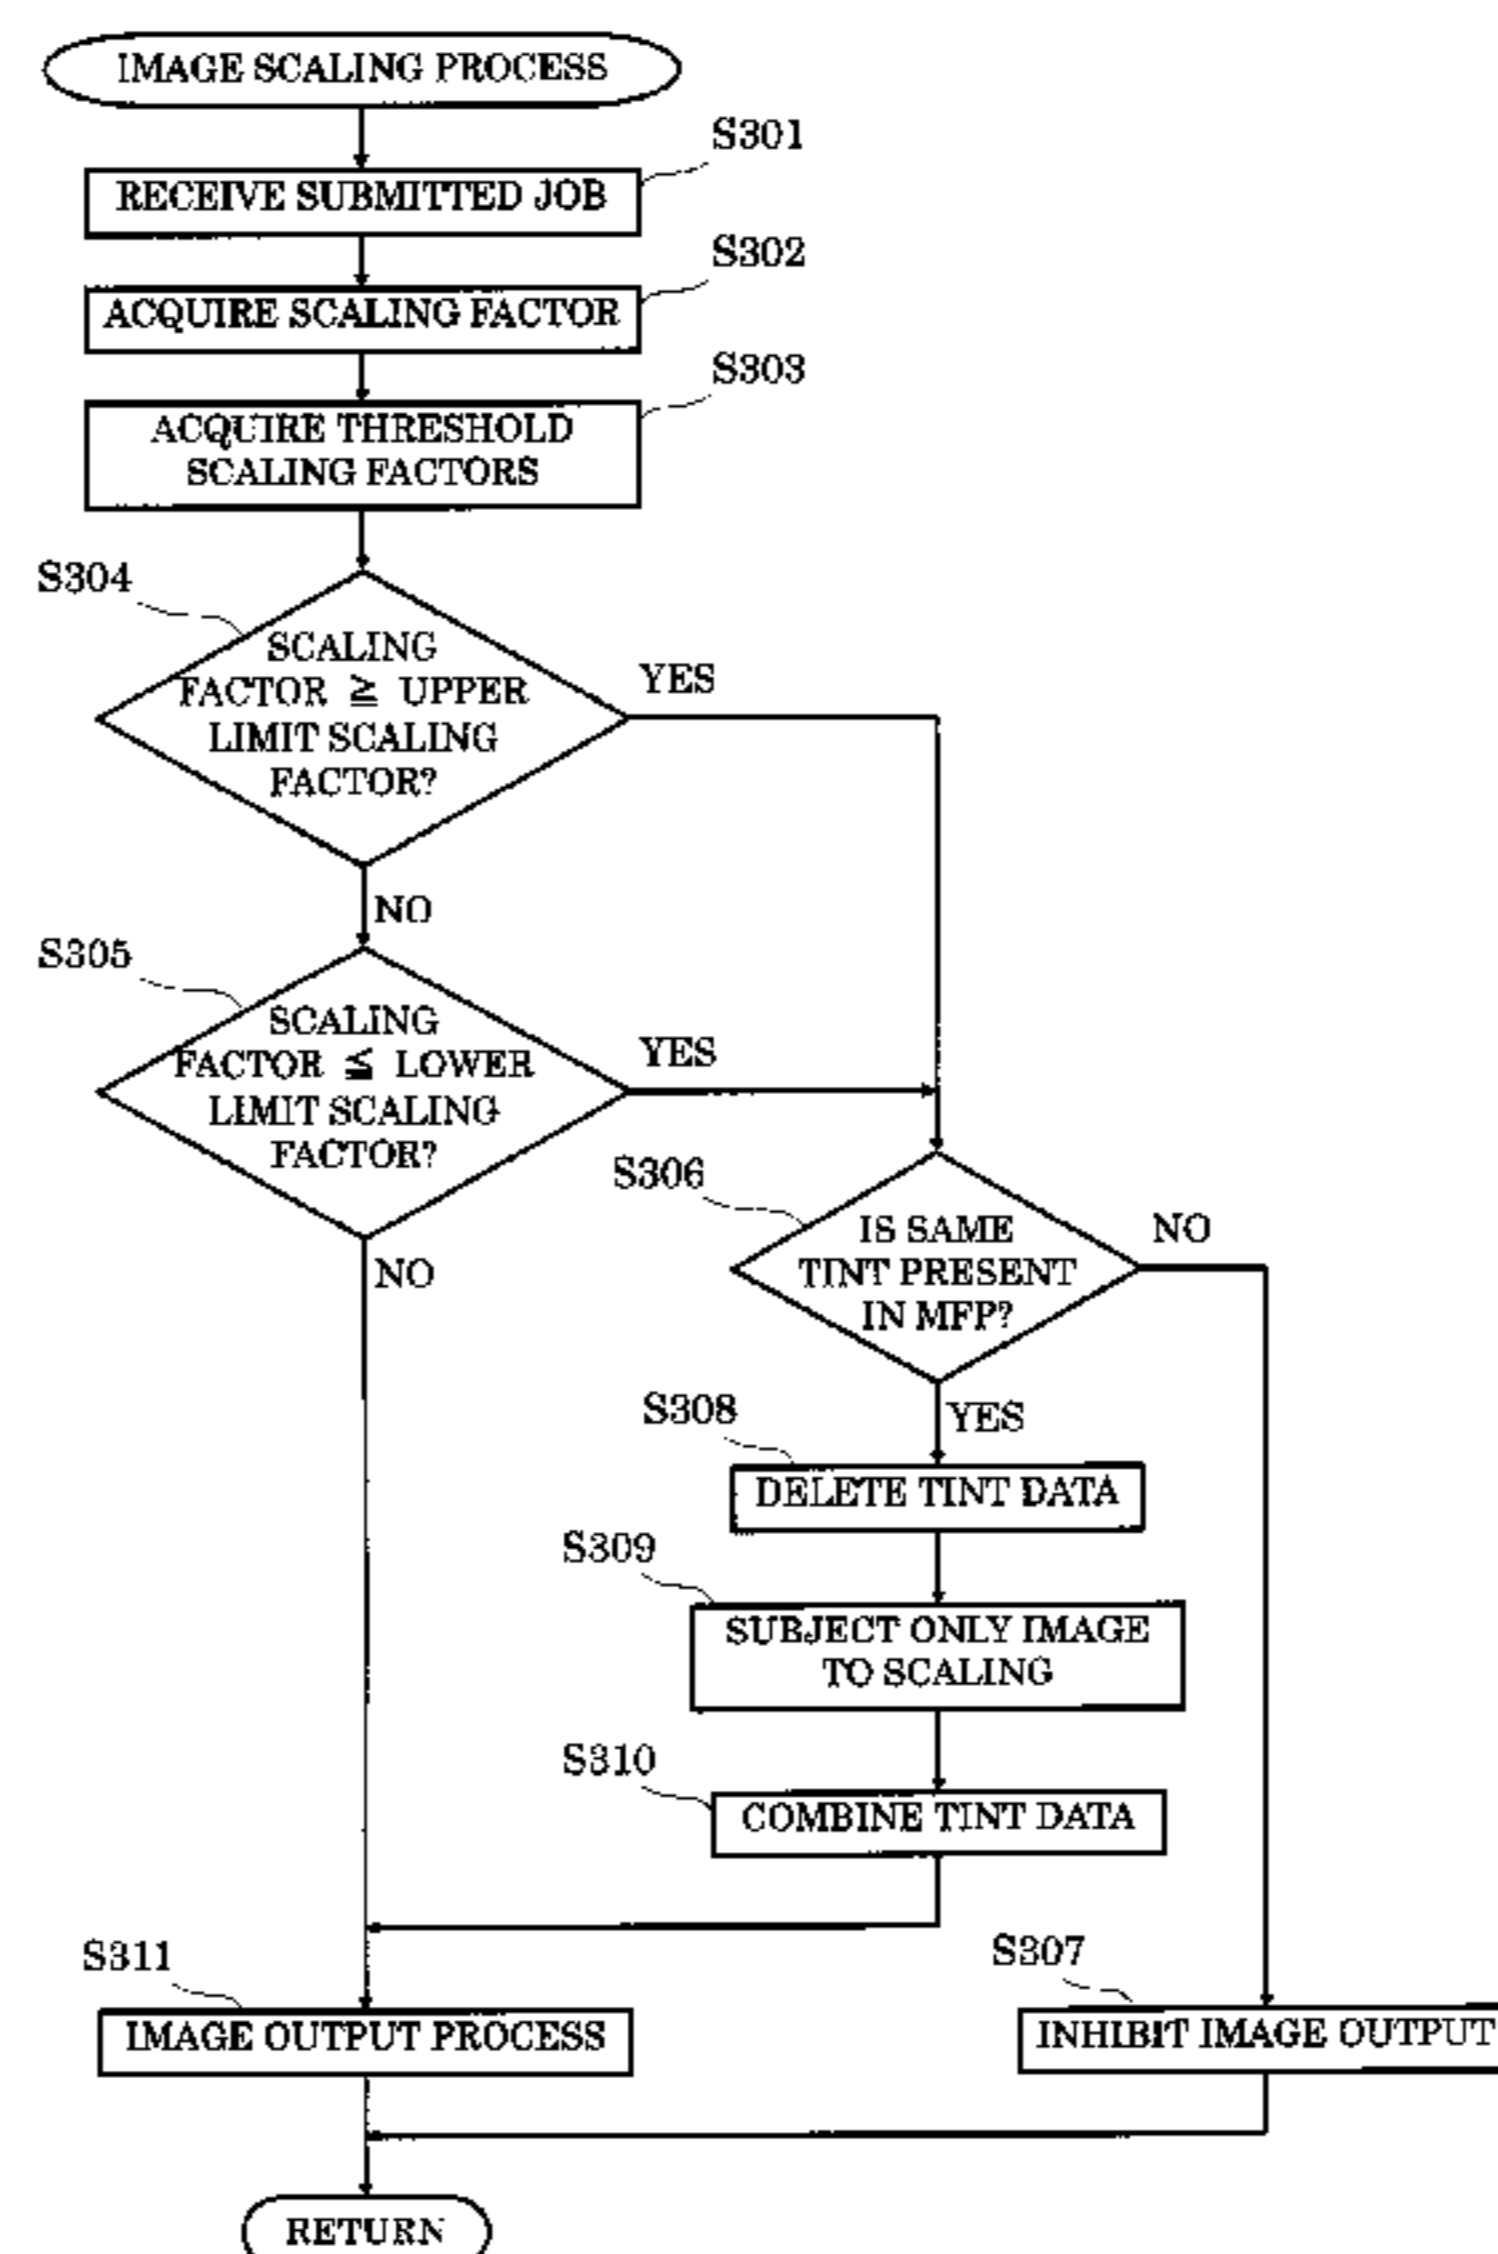 IMAGE SCALING PROCESS
S301
RECEIVE SUBMITTED JOB
S302
ACQUIRE SCALING FACTOR
S303
ACQUIRE THRESHOLD
SCALING FACTORS
S304
SCALING
FACTOR ≧ UPPER
LIMIT SCALING
FACTOR?
YES
NO
S305
SCALING
FACTOR ≦ LOWER
LIMIT SCALING
FACTOR?
YES
NO
S306
IS SAME
TINT PRESENT
IN MFP?
NO
YES
S308
DELETE TINT DATA
S309
SUBJECT ONLY IMAGE
TO SCALING
S310
COMBINE TINT DATA
S311
IMAGE OUTPUT PROCESS
S307
INHIBIT IMAGE OUTPUT
RETURN